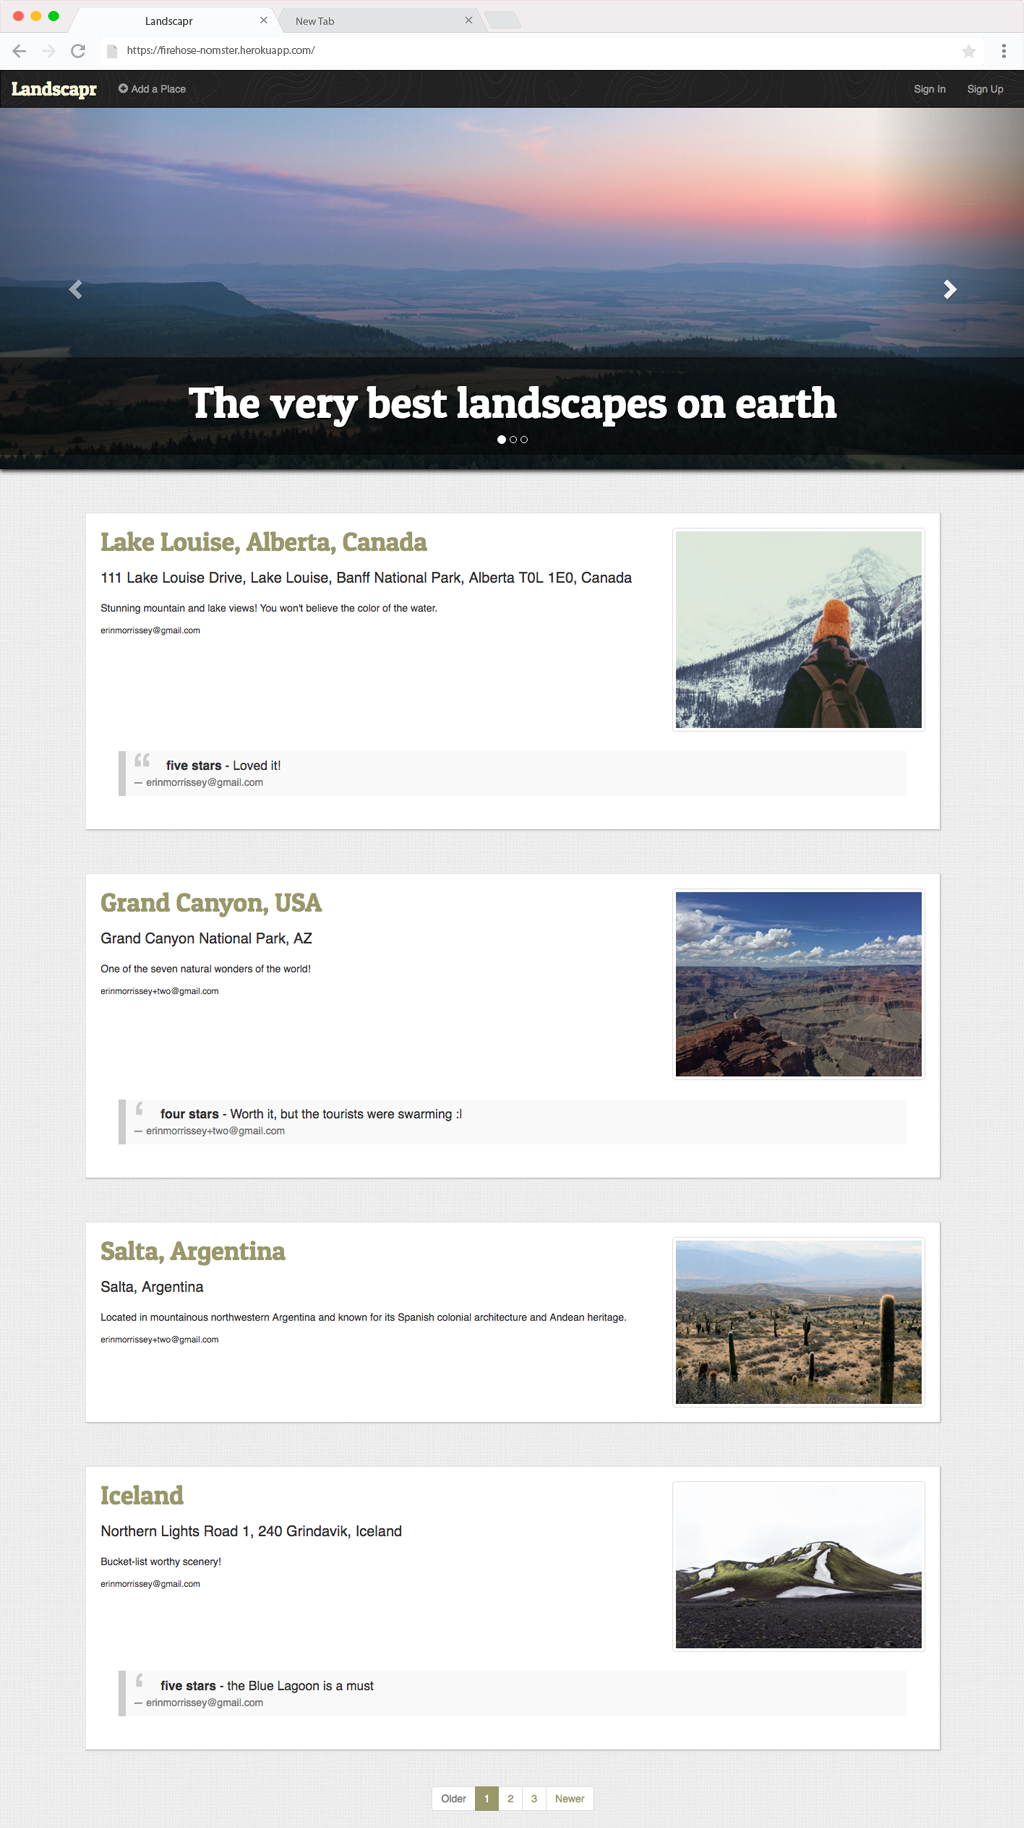 Landscapr
New Tab
https://firehose-nomster.herokuapp.com/
Landscapr Add a Place Sign In Sign Up
The very best landscapes on earth
Lake Louise, Alberta, Canada
111 Lake Louise Drive, Lake Louise, Banff National Park, Alberta T0L 1E0, Canada
Stunning mountain and lake views! You won't believe the color of the water.
erinmorrissey@gmail.com
“ five stars - Loved it!
— erinmorrissey@gmail.com
Grand Canyon, USA
Grand Canyon National Park, AZ
One of the seven natural wonders of the world!
erinmorrissey+two@gmail.com
‘ four stars - Worth it, but the tourists were swarming :|
— erinmorrissey+two@gmail.com
Salta, Argentina
Salta, Argentina
Located in mountainous northwestern Argentina and known for its Spanish colonial architecture and Andean heritage.
erinmorrissey+two@gmail.com
Iceland
Northern Lights Road 1, 240 Grindavik, Iceland
Bucket-list worthy scenery!
erinmorrissey@gmail.com
‘ five stars - the Blue Lagoon is a must
— erinmorrissey@gmail.com
Older 1 2 3 Newer